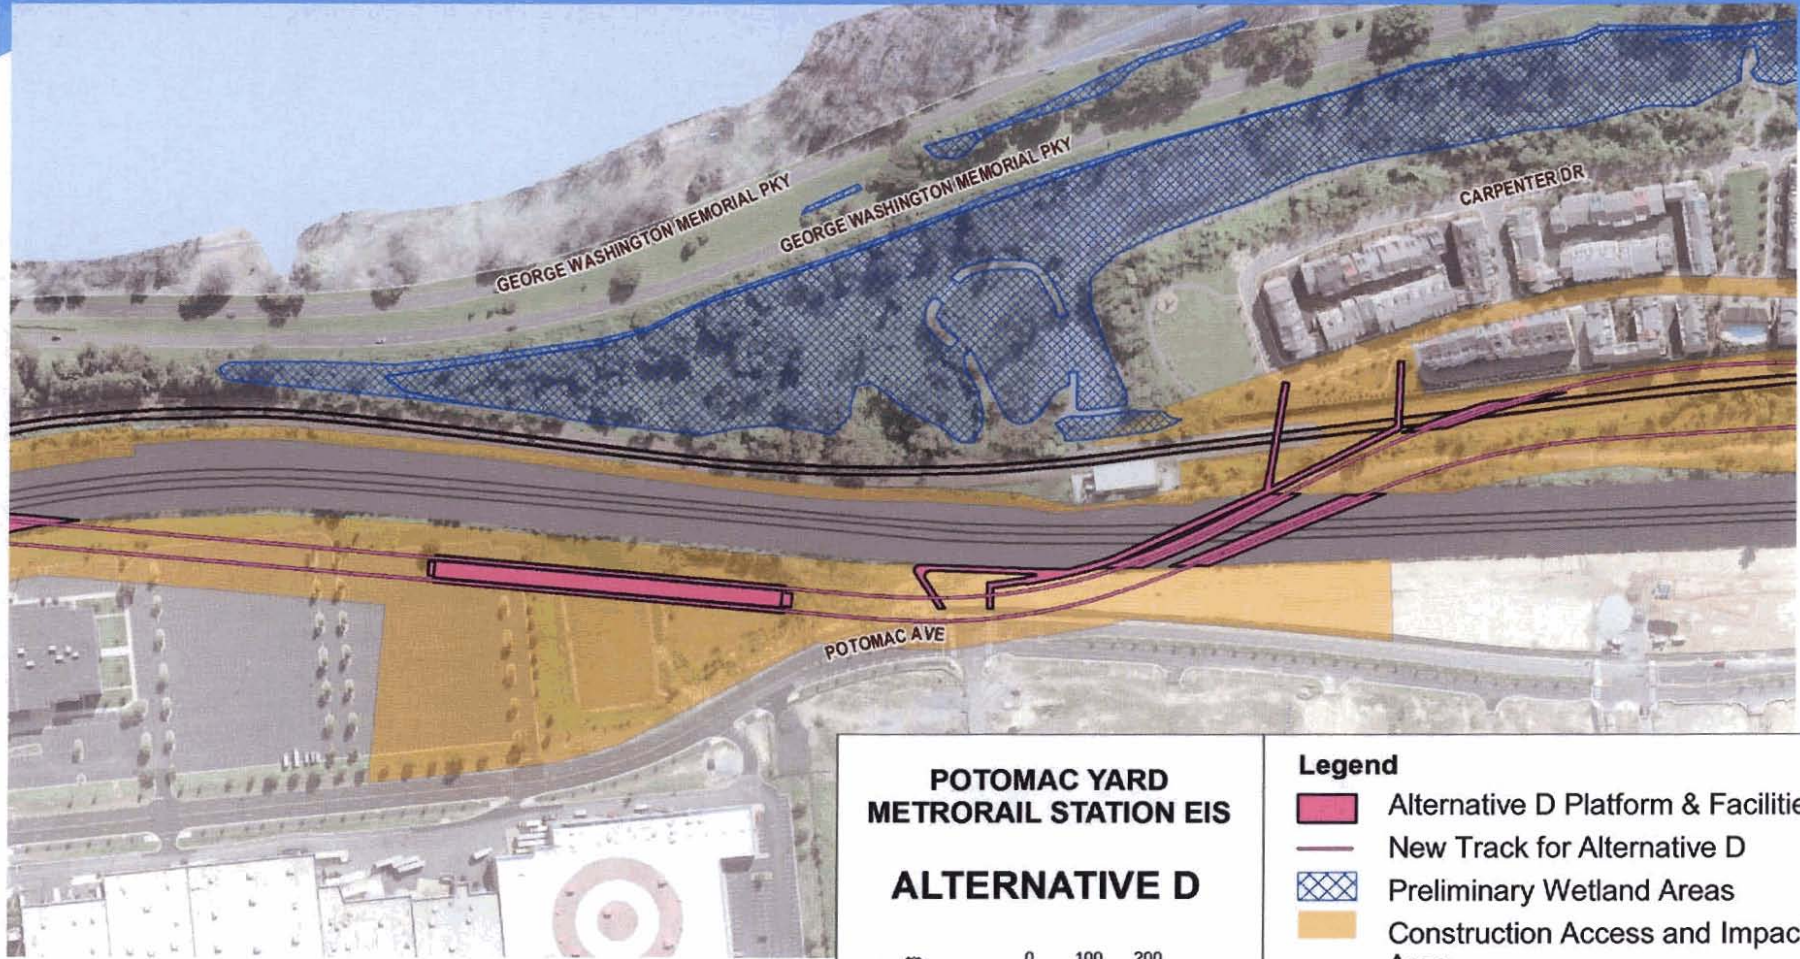 GEORGE WASHINGTON MEMORIAL PKY
GEORGE WASHINGTON MEMORIAL PKY
CARPENTER DR
POTOMAC AVE
POTOMAC YARD
METRORAIL STATION EIS
ALTERNATIVE D
0 100 200
Legend
Alternative D Platform & Facilitie
New Track for Alternative D
Preliminary Wetland Areas
Construction Access and Impac